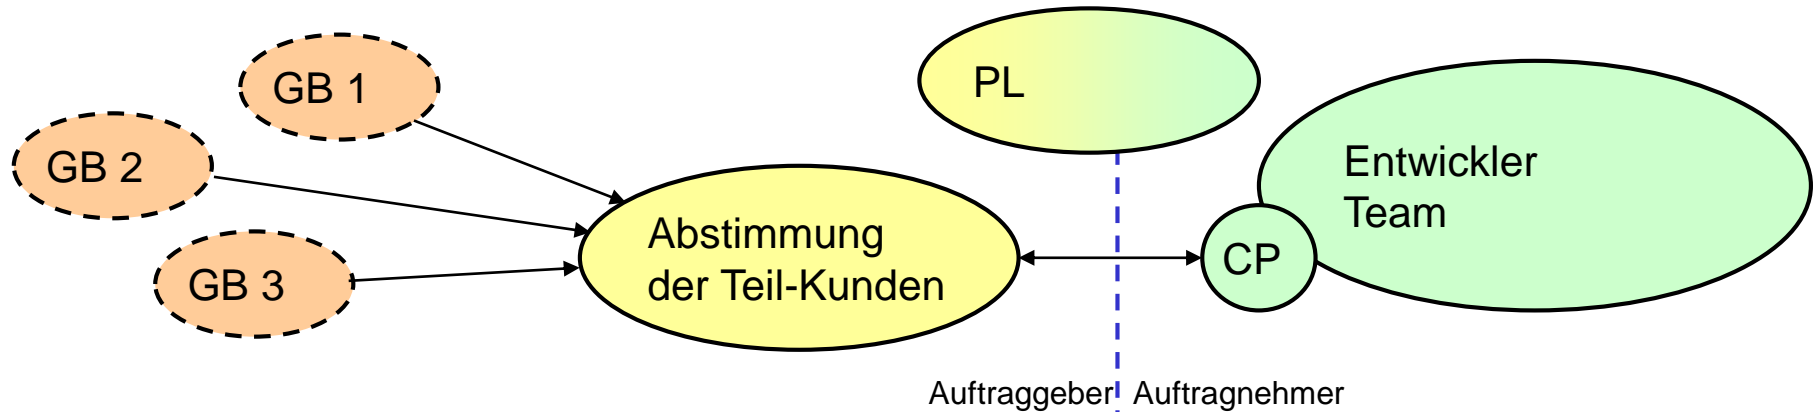 GB 1
GB 2
GB 3
Abstimmung
der Teil-Kunden
PL
Entwickler
Team
CP
Auftraggeber
Auftragnehmer